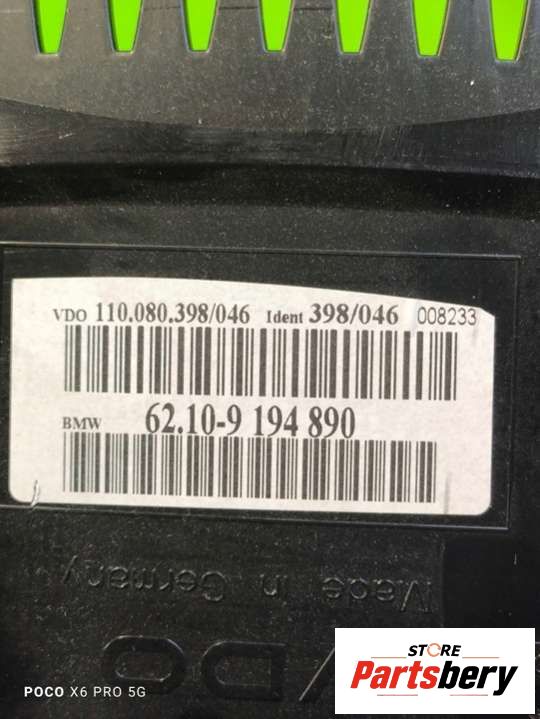 VDO 110.080.398/046 Ident 398/046 008233
BMW 62.10-9 194 890
Made in Germany
VDO
STORE
Partsbery
POCO X6 PRO 5G